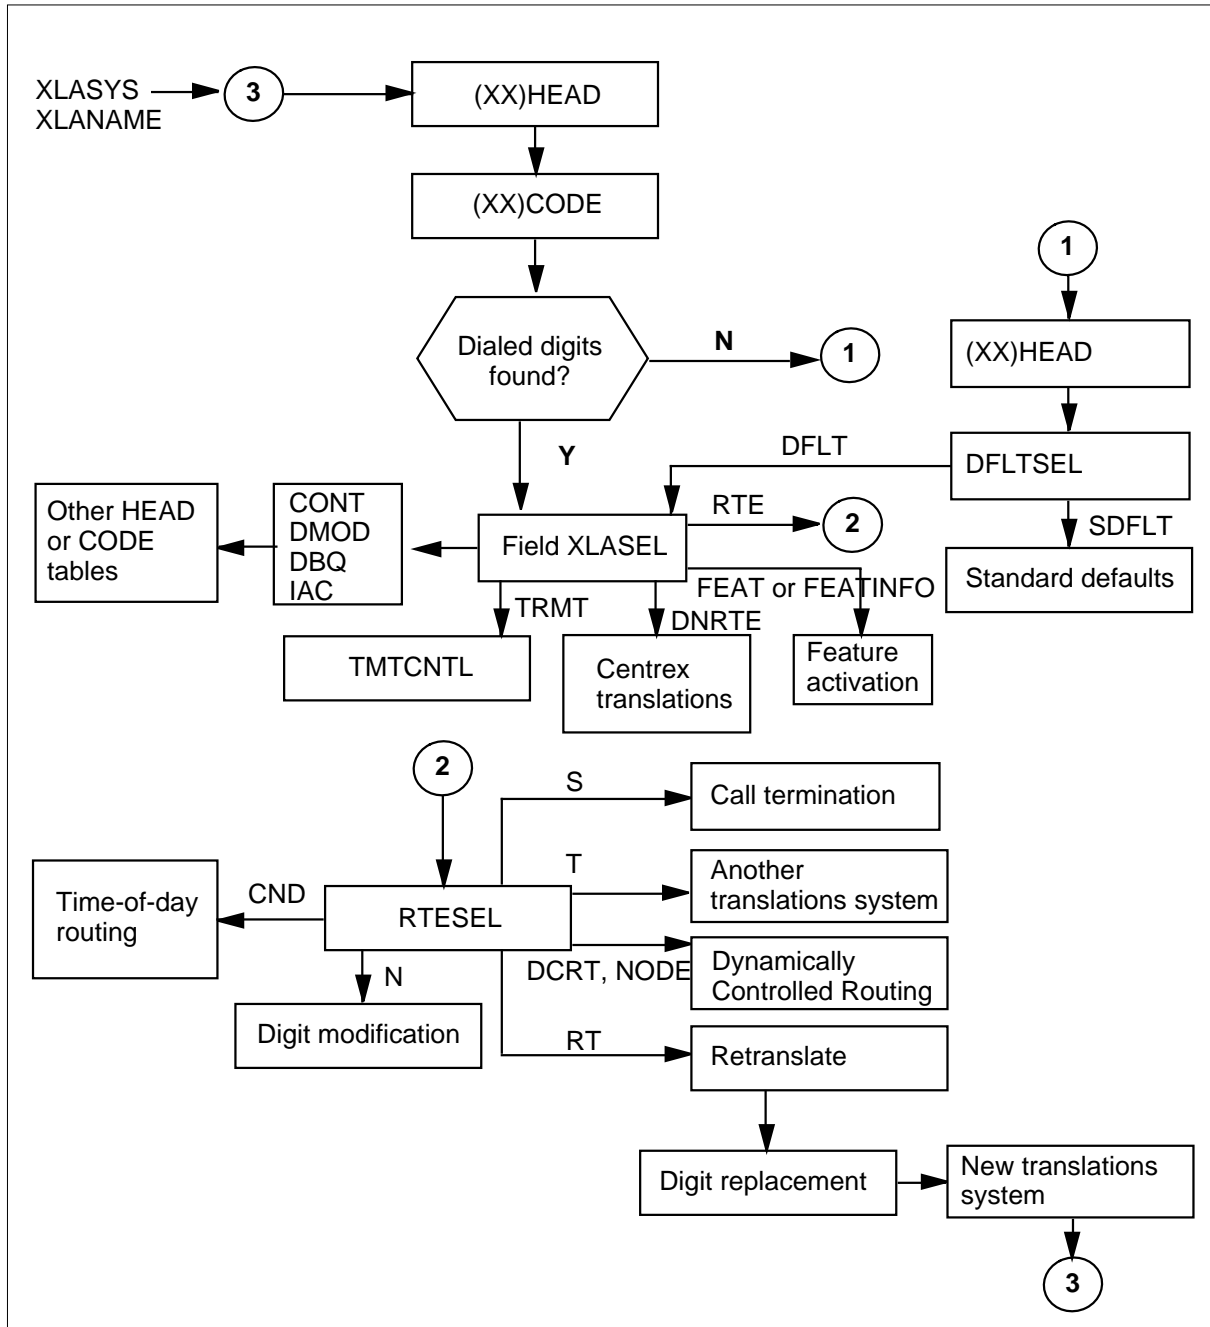 XLASYS
XLANAME
3
(XX)HEAD
(XX)CODE
1
Dialed digits
found?
N
1
(XX)HEAD
Y
DFLT
DFLTSEL
Other HEAD
or CODE
tables
CONT
DMOD
DBQ
IAC
Field XLASEL
RTE
2
SDFLT
Standard defaults
FEAT or FEATINFO
TRMT
DNRTE
TMTCNTL
Centrex
translations
Feature
activation
2
S
Call termination
T
Another
translations system
Time-of-day
routing
CND
RTESEL
DCRT, NODE
Dynamically
Controlled Routing
N
Digit modification
RT
Retranslate
Digit replacement
New translations
system
3